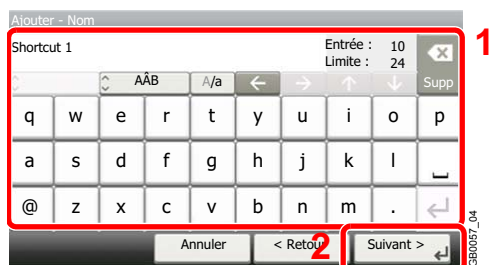 Ajouter - Nom
1
Shortcut 1
Entrée : 10
Limite : 24
AÂB A/a Supp
q w e r t y u i o p
a s d f g h j k l
@ z x c v b n m .
Annuler < Retour 2 Suivant >
GB0057_04